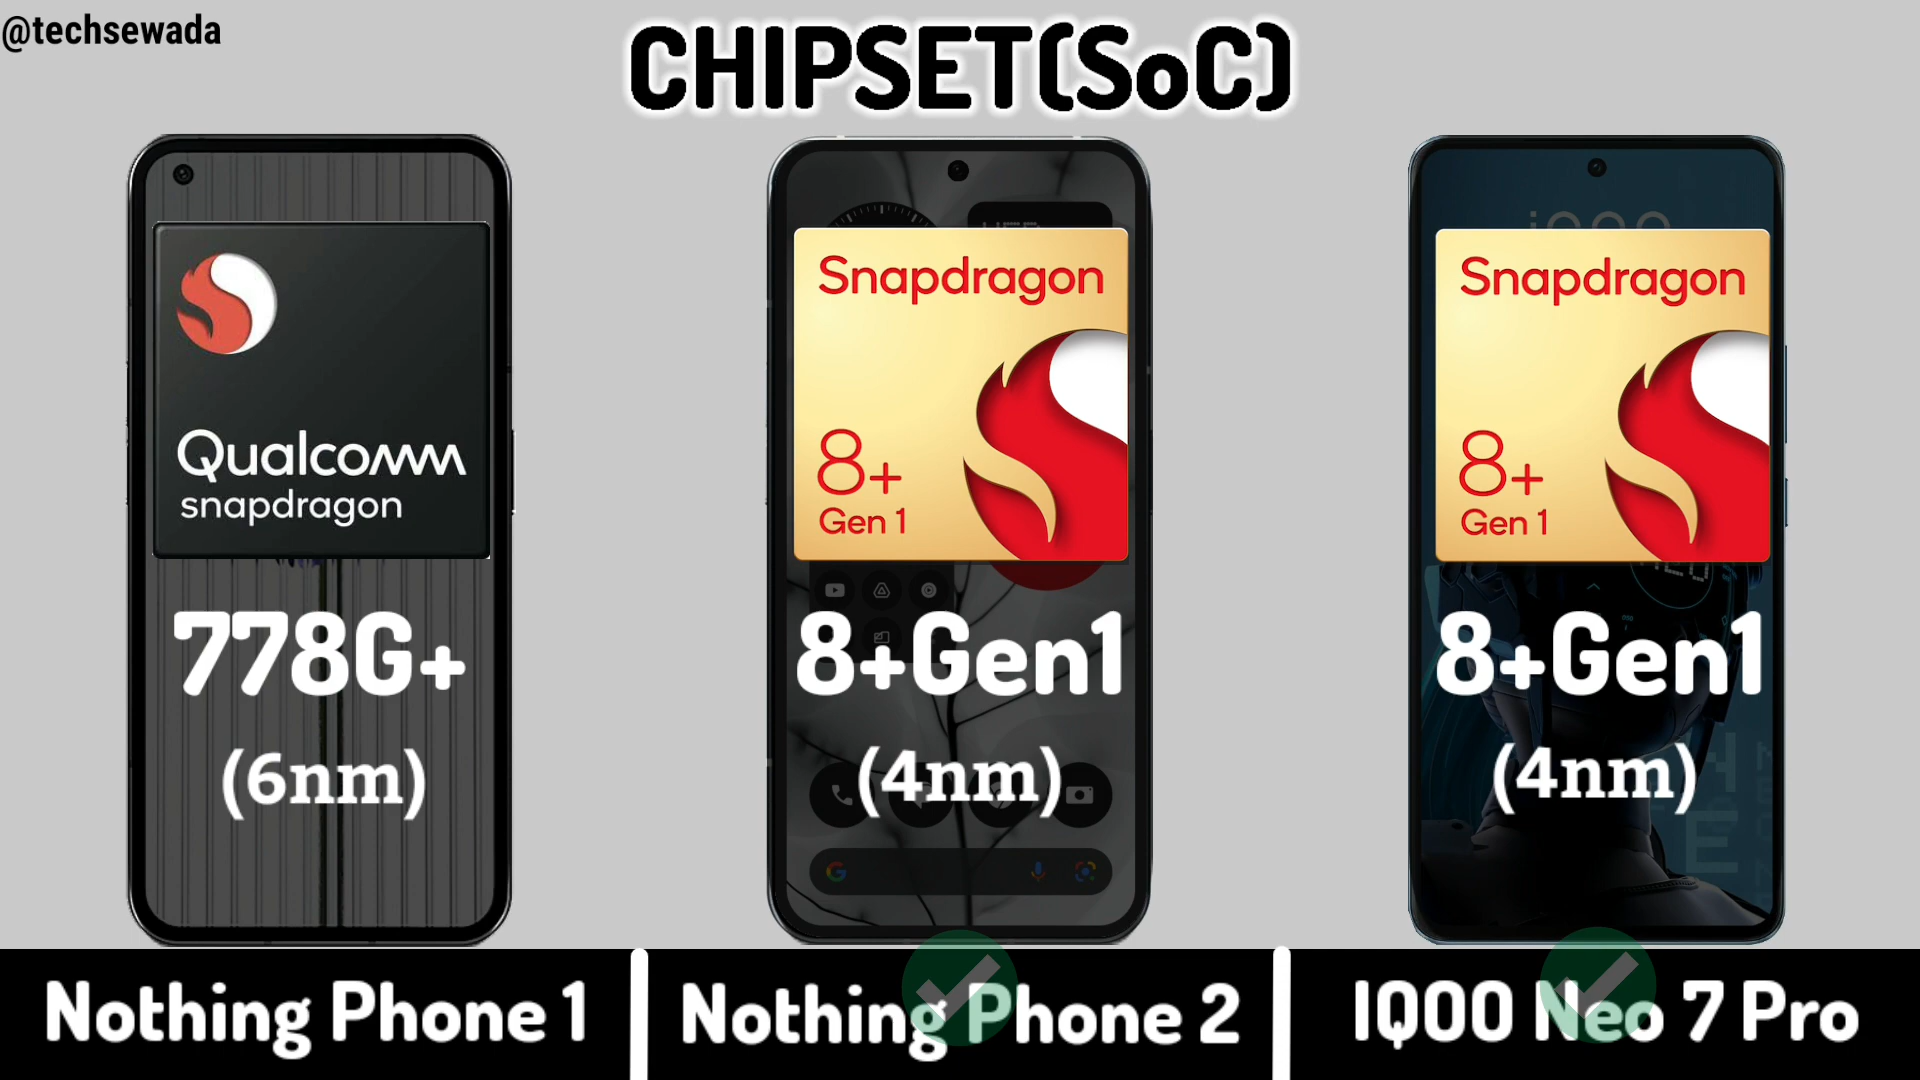 @techsewada
CHIPSET(SoC)
Qualcomm
snapdragon
778G+
(6nm)
Snapdragon
8+
Gen 1
8+Gen1
(4nm)
iQOO
Snapdragon
8+
Gen 1
8+Gen1
(4nm)
Nothing Phone 1
Nothing Phone 2
IQOO Neo 7 Pro